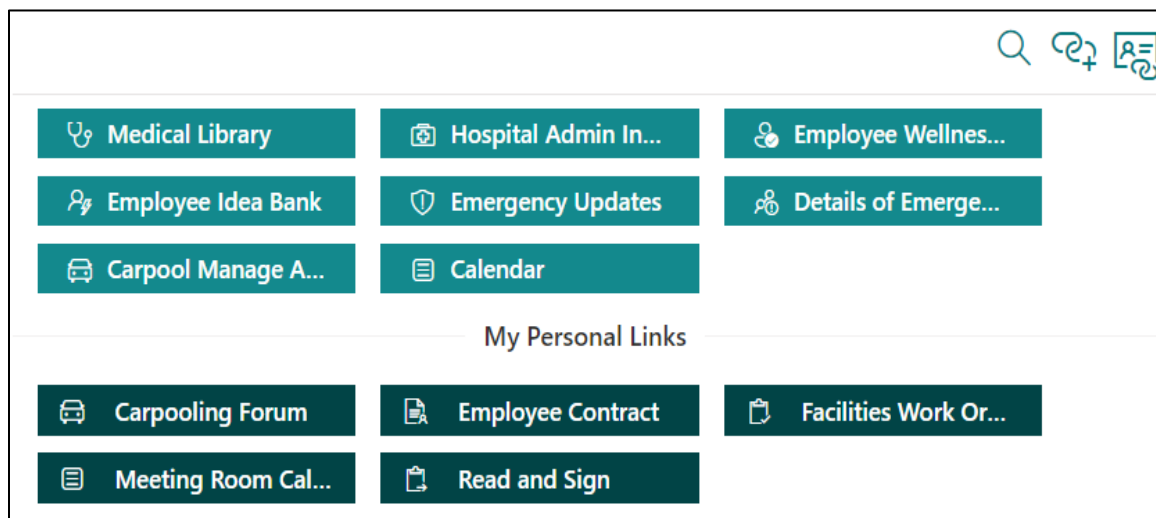 Medical Library
Hospital Admin In...
Employee Wellnes...
Employee Idea Bank
Emergency Updates
Details of Emerge...
Carpool Manage A...
Calendar
My Personal Links
Carpooling Forum
Employee Contract
Facilities Work Or...
Meeting Room Cal...
Read and Sign